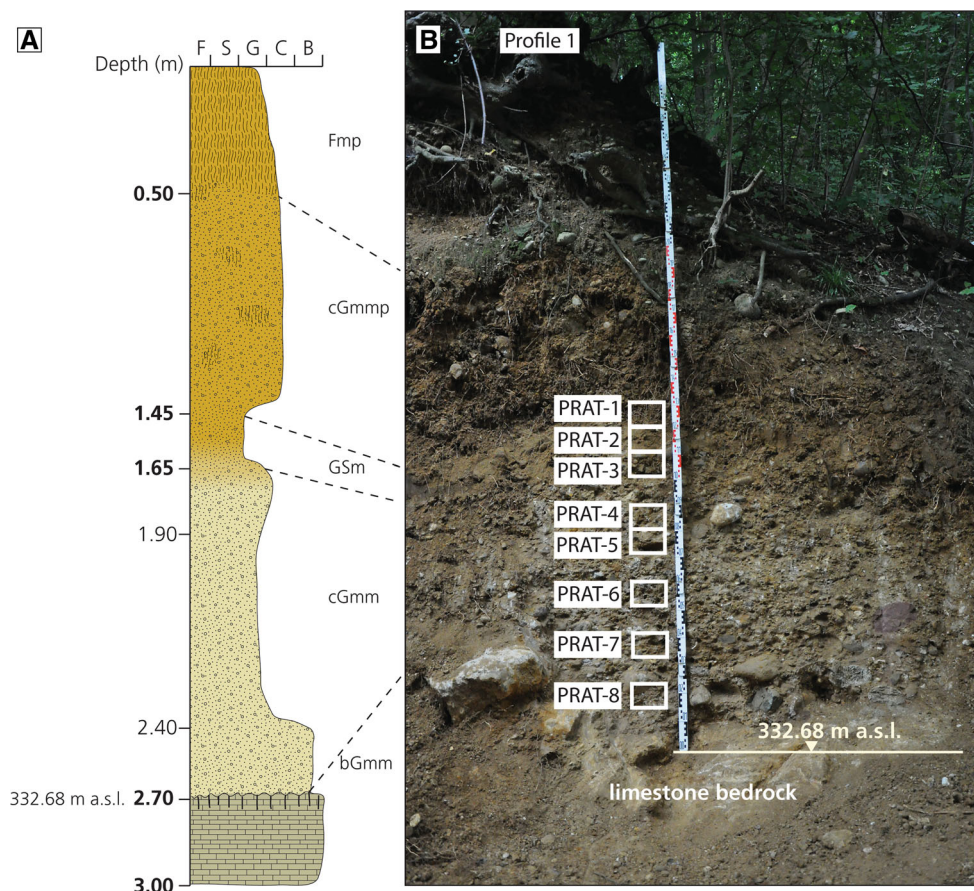 A
F S G C B
Depth (m)
Fmp
0.50
cGmmp
1.45
GSm
1.65
1.90
cGmm
2.40
bGmm
332.68 m a.s.l. 2.70
3.00
B
Profile 1
PRAT-1
PRAT-2
PRAT-3
PRAT-4
PRAT-5
PRAT-6
PRAT-7
PRAT-8
332.68 m a.s.l.
limestone bedrock